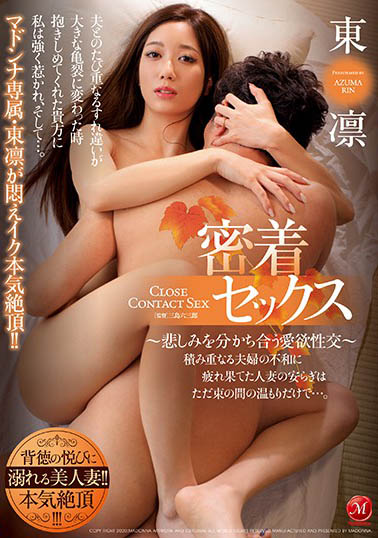 東凛
PERFORMED BY
AZUMA
RIN
夫とのたび重なるすれ違いが
大きな亀裂に変わった時
抱きしめてくれた貴方に
私は強く惹かれ、そして…。
マドンナ専属、東凛が悶えイク本気絶頂!!
密着
CLOSE
CONTACT SEX
セックス
～悲しみを分かち合う愛欲性交～
積み重なる夫婦の不和に
疲れ果てた人妻の安らぎは
ただ束の間の温もりだけで…。
背徳の悦びに
溺れる美人妻!!
本気絶頂
!!!
M